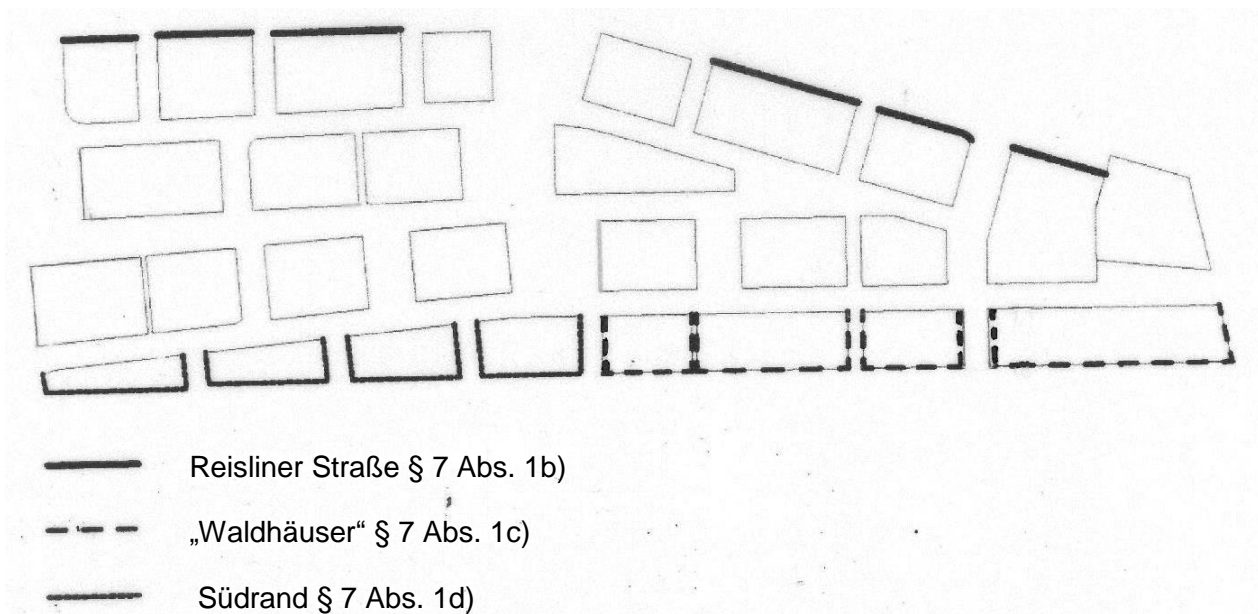 Reisliner Straße § 7 Abs. 1b)
„Waldhäuser“ § 7 Abs. 1c)
Südrand § 7 Abs. 1d)